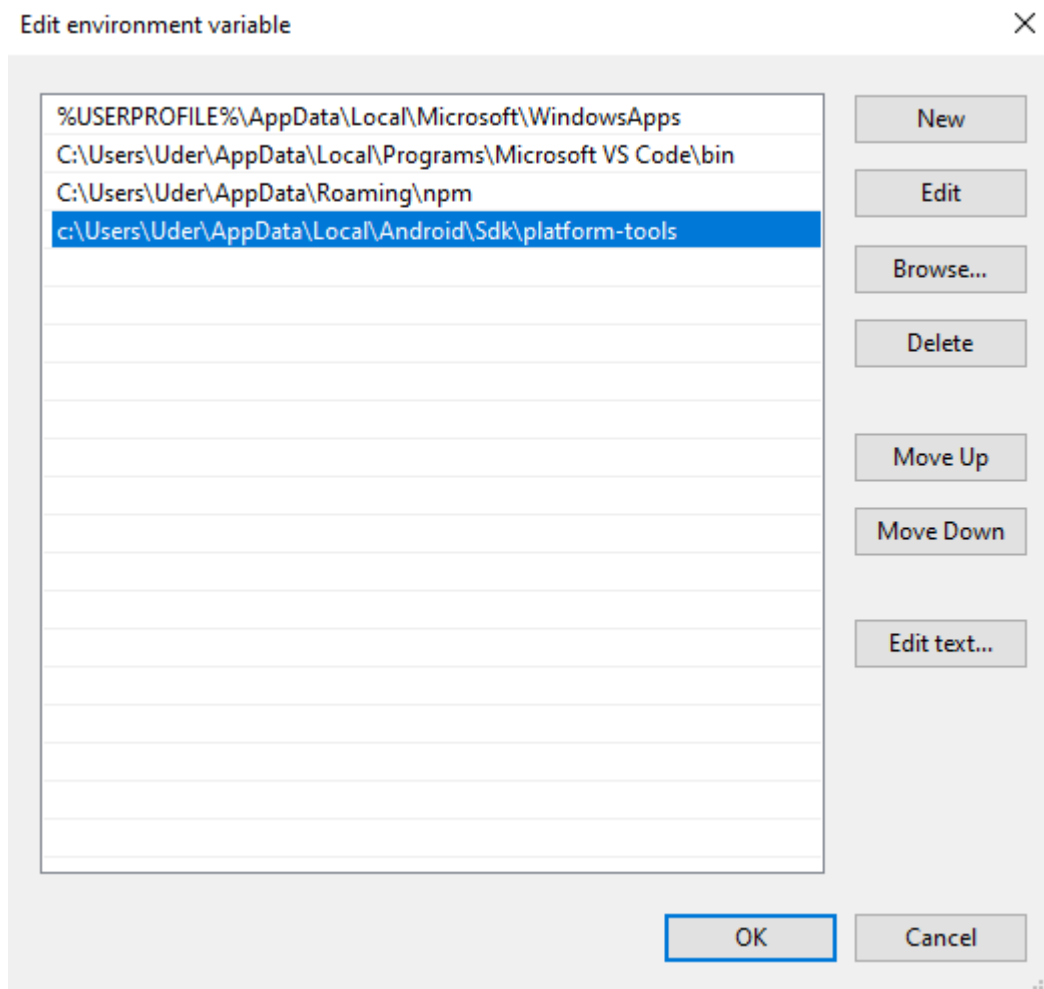 Edit environment variable
%USERPROFILE%\AppData\Local\Microsoft\WindowsApps
C:\Users\Uder\AppData\Local\Programs\Microsoft VS Code\bin
C:\Users\Uder\AppData\Roaming\npm
c:\Users\Uder\AppData\Local\Android\Sdk\platform-tools
New
Edit
Browse...
Delete
Move Up
Move Down
Edit text...
OK
Cancel